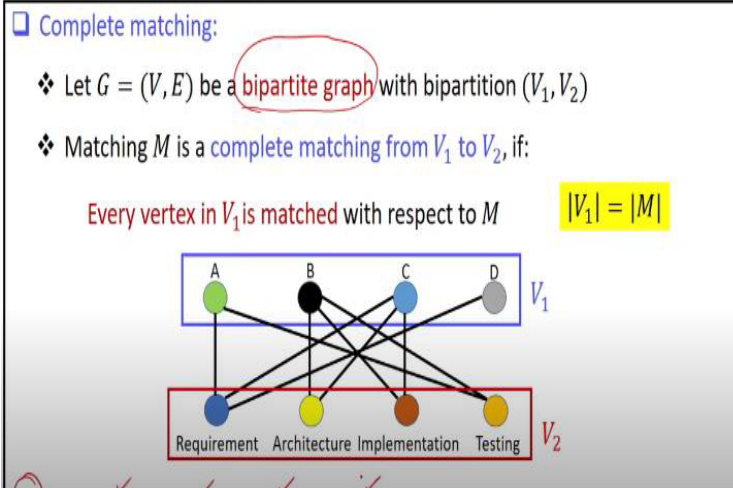 Complete matching:
Let G = (V, E) be a bipartite graph with bipartition (V₁, V₂)
Matching M is a complete matching from V₁ to V₂, if:
Every vertex in V₁ is matched with respect to M
|V₁| = |M|
A B C D
V₁
Requirement Architecture Implementation Testing
V₂